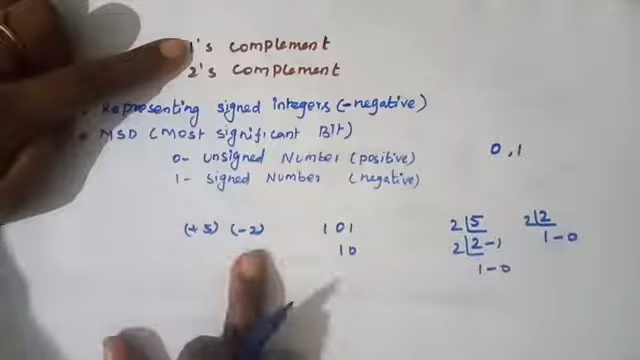 1's complement
2's complement
Representing signed integers (-negative)
MSD (Most significant Bit)
0- unsigned Number (positive)
1- signed Number (negative)
0,1
(+5) (-2) 101 2|5 2|2
10 2|2-1 1-0
1-0